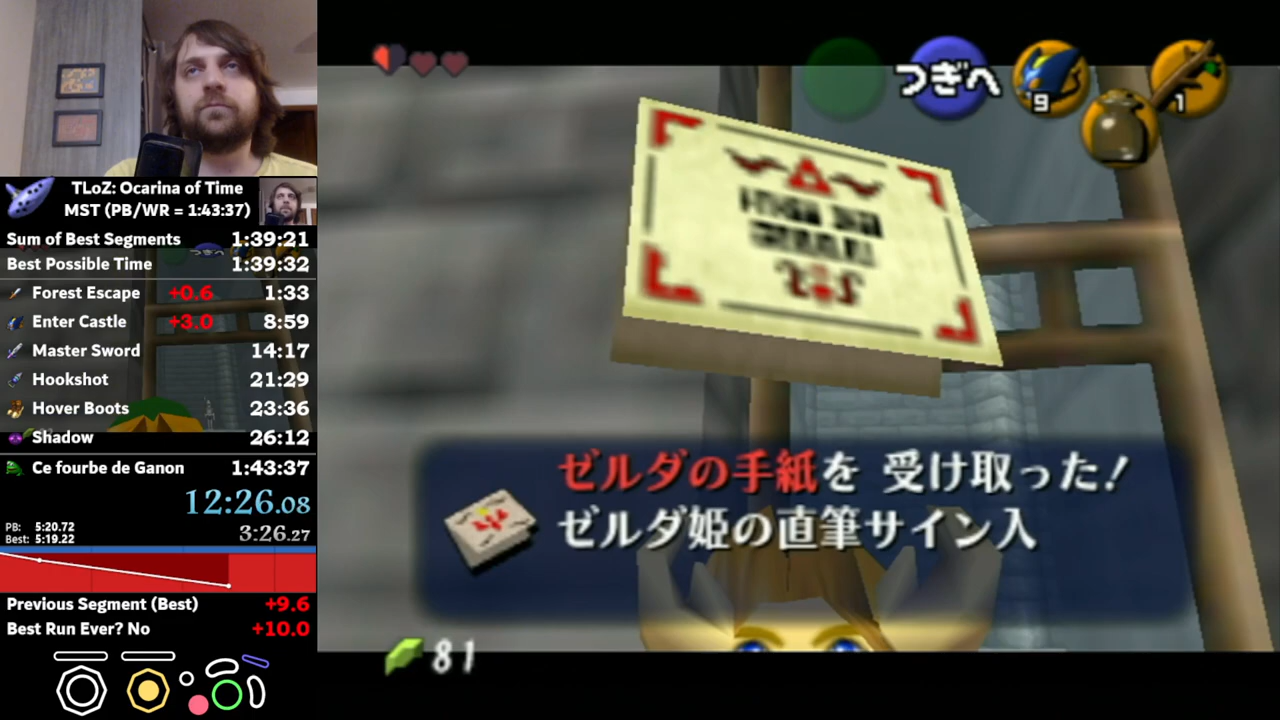 TLoZ: Ocarina of Time
MST (PB/WR = 1:43:37)
Sum of Best Segments 1:39:21
Best Possible Time 1:39:32
Forest Escape +0.6 1:33
Enter Castle +3.0 8:59
Master Sword 14:17
Hookshot 21:29
Hover Boots 23:36
Shadow 26:12
Ce fourbe de Ganon 1:43:37
12:26.08
PB: 5:20.72
Best: 5:19.22
3:26.27
Previous Segment (Best) +9.6
Best Run Ever? No +10.0
つぎへ
9
1
ゼルダの手紙を 受け取った!
ゼルダ姫の直筆サイン入
81